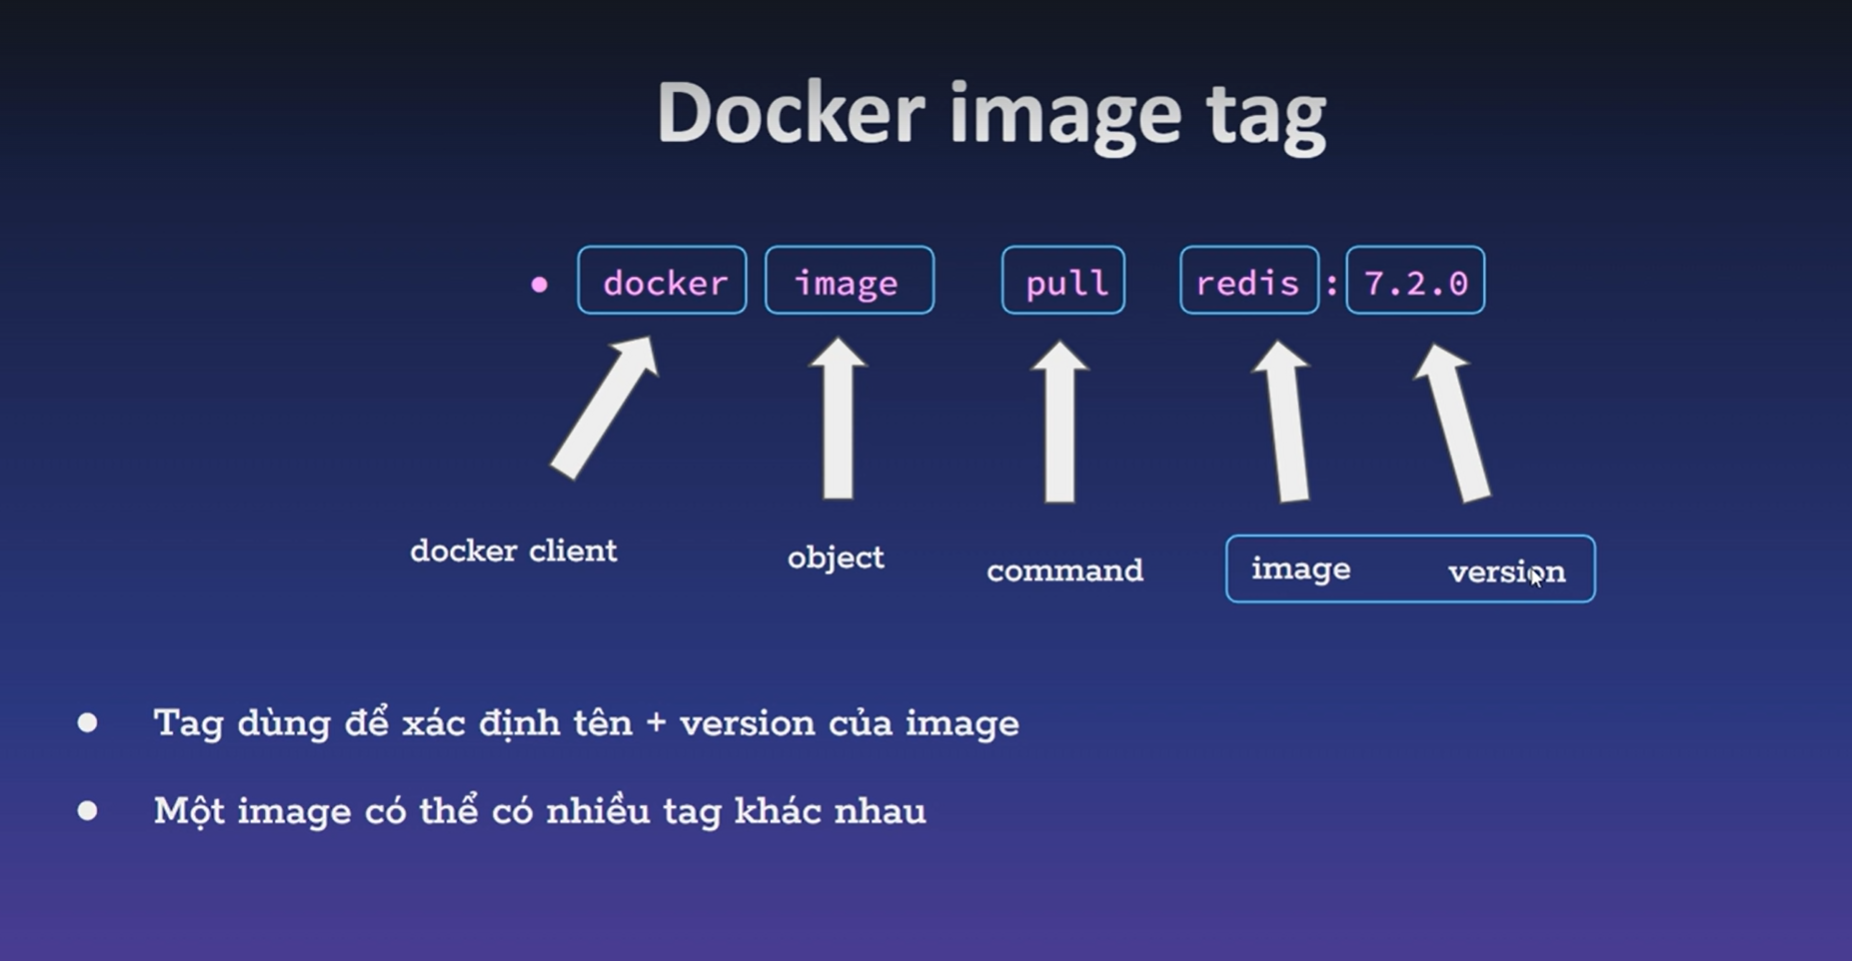 Docker image tag
• docker image pull redis : 7.2.0
docker client object command image version
● Tag dùng để xác định tên + version của image
● Một image có thể có nhiều tag khác nhau